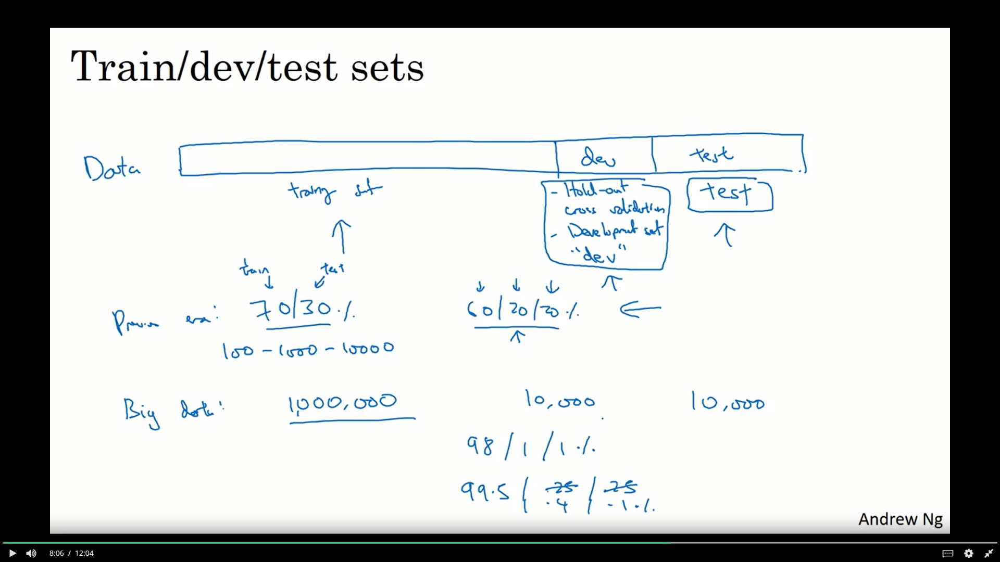 Train/dev/test sets
Data
dev
test
training set
- Hold-out
cross validation
- Development set
"dev"
test
train
test
Previous era:
70/30%
60/20/20%
100-1000-10000
Big data:
1,000,000
10,000
10,000
98/1/1%
99.5/.25/.25
.4 .1%
Andrew Ng
8:06 / 12:04